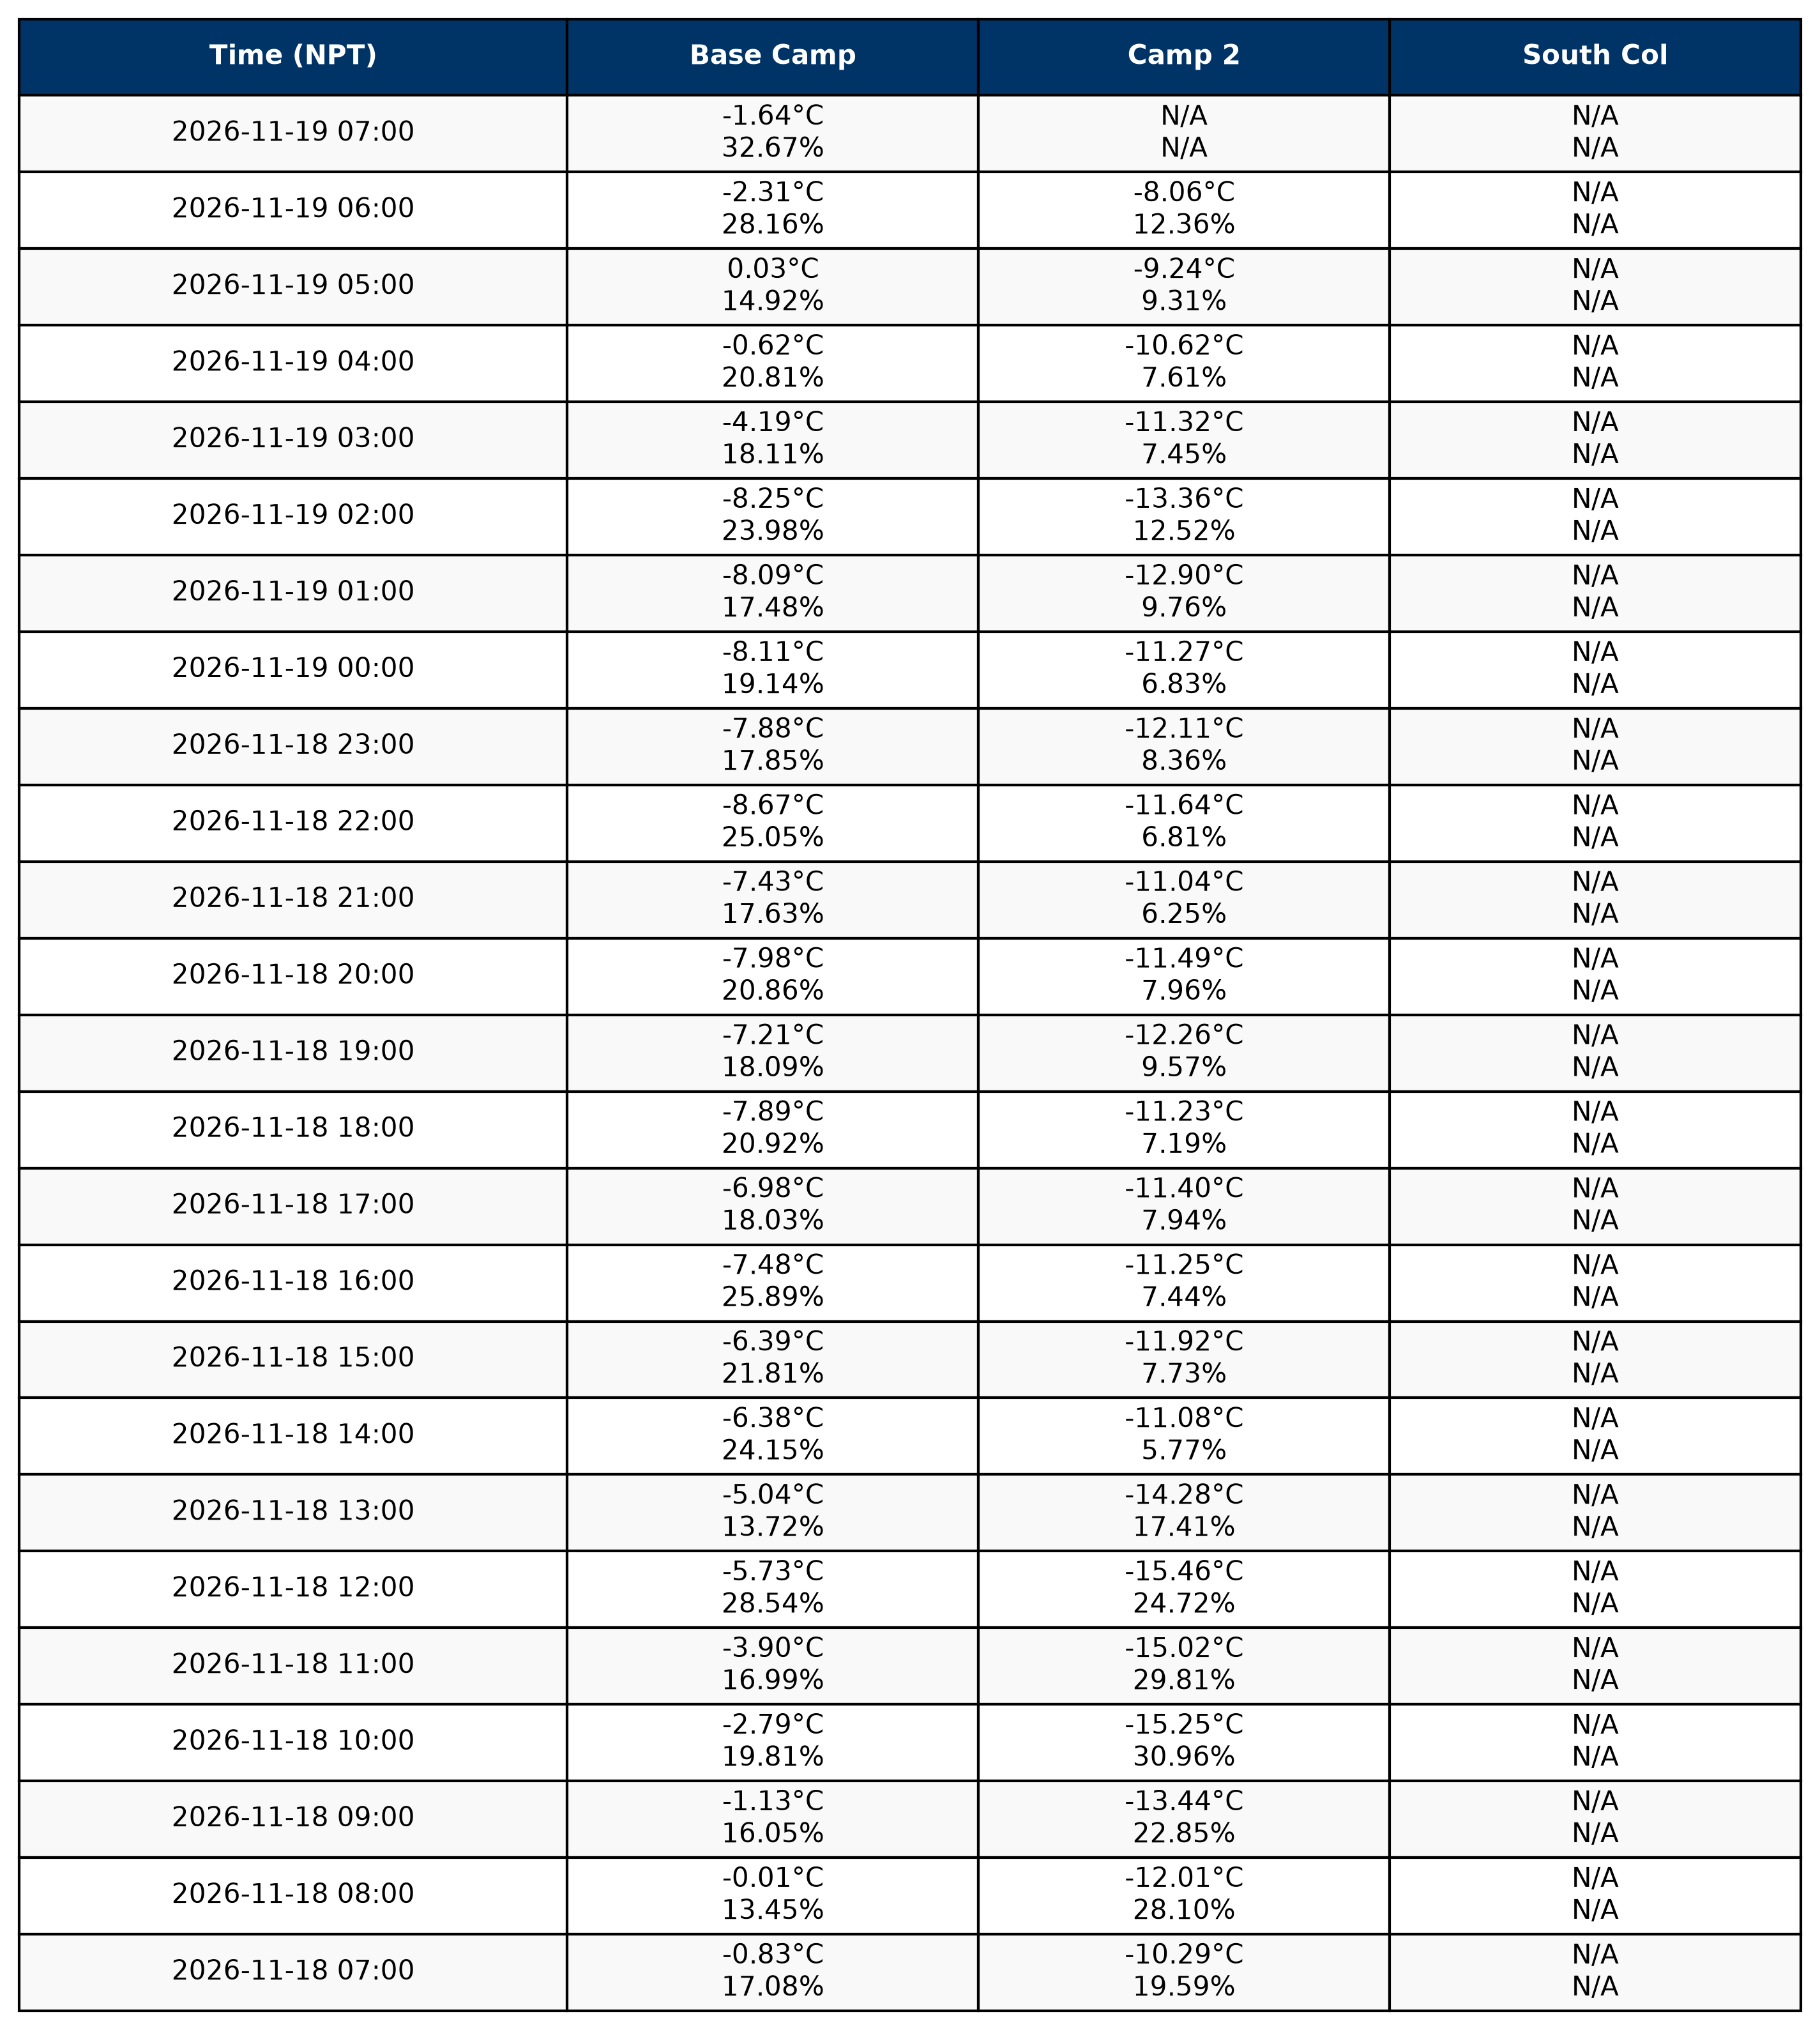 Time (NPT) Base Camp Camp 2 South Col
2026-11-19 07:00 -1.64°C N/A N/A
32.67% N/A N/A
2026-11-19 06:00 -2.31°C -8.06°C N/A
28.16% 12.36% N/A
2026-11-19 05:00 0.03°C -9.24°C N/A
14.92% 9.31% N/A
2026-11-19 04:00 -0.62°C -10.62°C N/A
20.81% 7.61% N/A
2026-11-19 03:00 -4.19°C -11.32°C N/A
18.11% 7.45% N/A
2026-11-19 02:00 -8.25°C -13.36°C N/A
23.98% 12.52% N/A
2026-11-19 01:00 -8.09°C -12.90°C N/A
17.48% 9.76% N/A
2026-11-19 00:00 -8.11°C -11.27°C N/A
19.14% 6.83% N/A
2026-11-18 23:00 -7.88°C -12.11°C N/A
17.85% 8.36% N/A
2026-11-18 22:00 -8.67°C -11.64°C N/A
25.05% 6.81% N/A
2026-11-18 21:00 -7.43°C -11.04°C N/A
17.63% 6.25% N/A
2026-11-18 20:00 -7.98°C -11.49°C N/A
20.86% 7.96% N/A
2026-11-18 19:00 -7.21°C -12.26°C N/A
18.09% 9.57% N/A
2026-11-18 18:00 -7.89°C -11.23°C N/A
20.92% 7.19% N/A
2026-11-18 17:00 -6.98°C -11.40°C N/A
18.03% 7.94% N/A
2026-11-18 16:00 -7.48°C -11.25°C N/A
25.89% 7.44% N/A
2026-11-18 15:00 -6.39°C -11.92°C N/A
21.81% 7.73% N/A
2026-11-18 14:00 -6.38°C -11.08°C N/A
24.15% 5.77% N/A
2026-11-18 13:00 -5.04°C -14.28°C N/A
13.72% 17.41% N/A
2026-11-18 12:00 -5.73°C -15.46°C N/A
28.54% 24.72% N/A
2026-11-18 11:00 -3.90°C -15.02°C N/A
16.99% 29.81% N/A
2026-11-18 10:00 -2.79°C -15.25°C N/A
19.81% 30.96% N/A
2026-11-18 09:00 -1.13°C -13.44°C N/A
16.05% 22.85% N/A
2026-11-18 08:00 -0.01°C -12.01°C N/A
13.45% 28.10% N/A
2026-11-18 07:00 -0.83°C -10.29°C N/A
17.08% 19.59% N/A